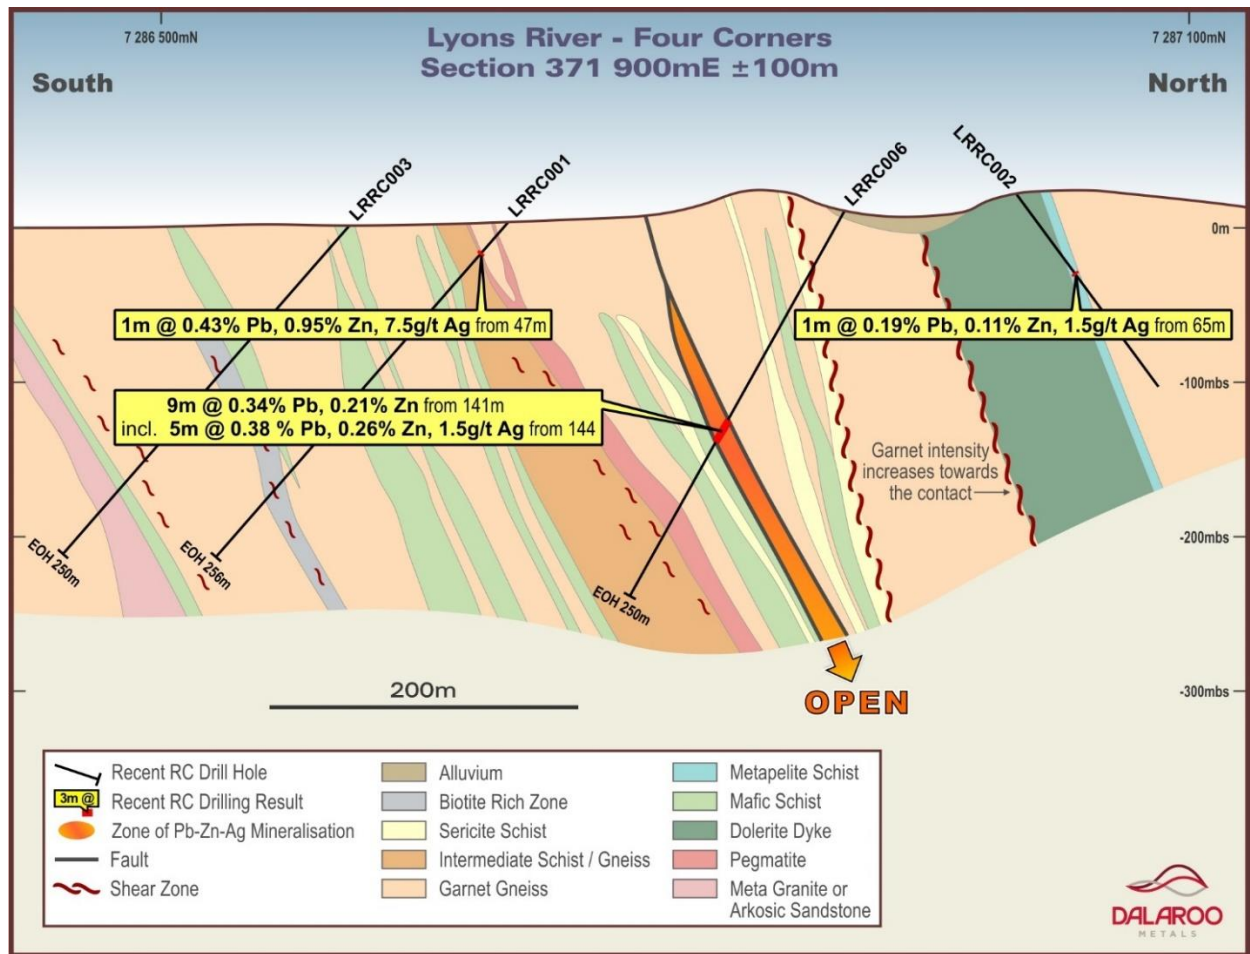 7 286 500mN
Lyons River - Four Corners
7 287 100mN
Section 371 900mE ±100m
South
North
LRRC003
LRRC001
LRRC006
LRRC002
0m
1m @ 0.43% Pb, 0.95% Zn, 7.5g/t Ag from 47m
1m @ 0.19% Pb, 0.11% Zn, 1.5g/t Ag from 65m
-100mbs
9m @ 0.34% Pb, 0.21% Zn from 141m
incl. 5m @ 0.38 % Pb, 0.26% Zn, 1.5g/t Ag from 144
Garnet intensity
increases towards
the contact
-200mbs
EOH 250m
EOH 256m
EOH 250m
200m
OPEN
-300mbs
Recent RC Drill Hole
3m @
Recent RC Drilling Result
Zone of Pb-Zn-Ag Mineralisation
Fault
Shear Zone
Alluvium
Biotite Rich Zone
Sericite Schist
Intermediate Schist / Gneiss
Garnet Gneiss
Metapelite Schist
Mafic Schist
Dolerite Dyke
Pegmatite
Meta Granite or
Arkosic Sandstone
DALAROO
METALS